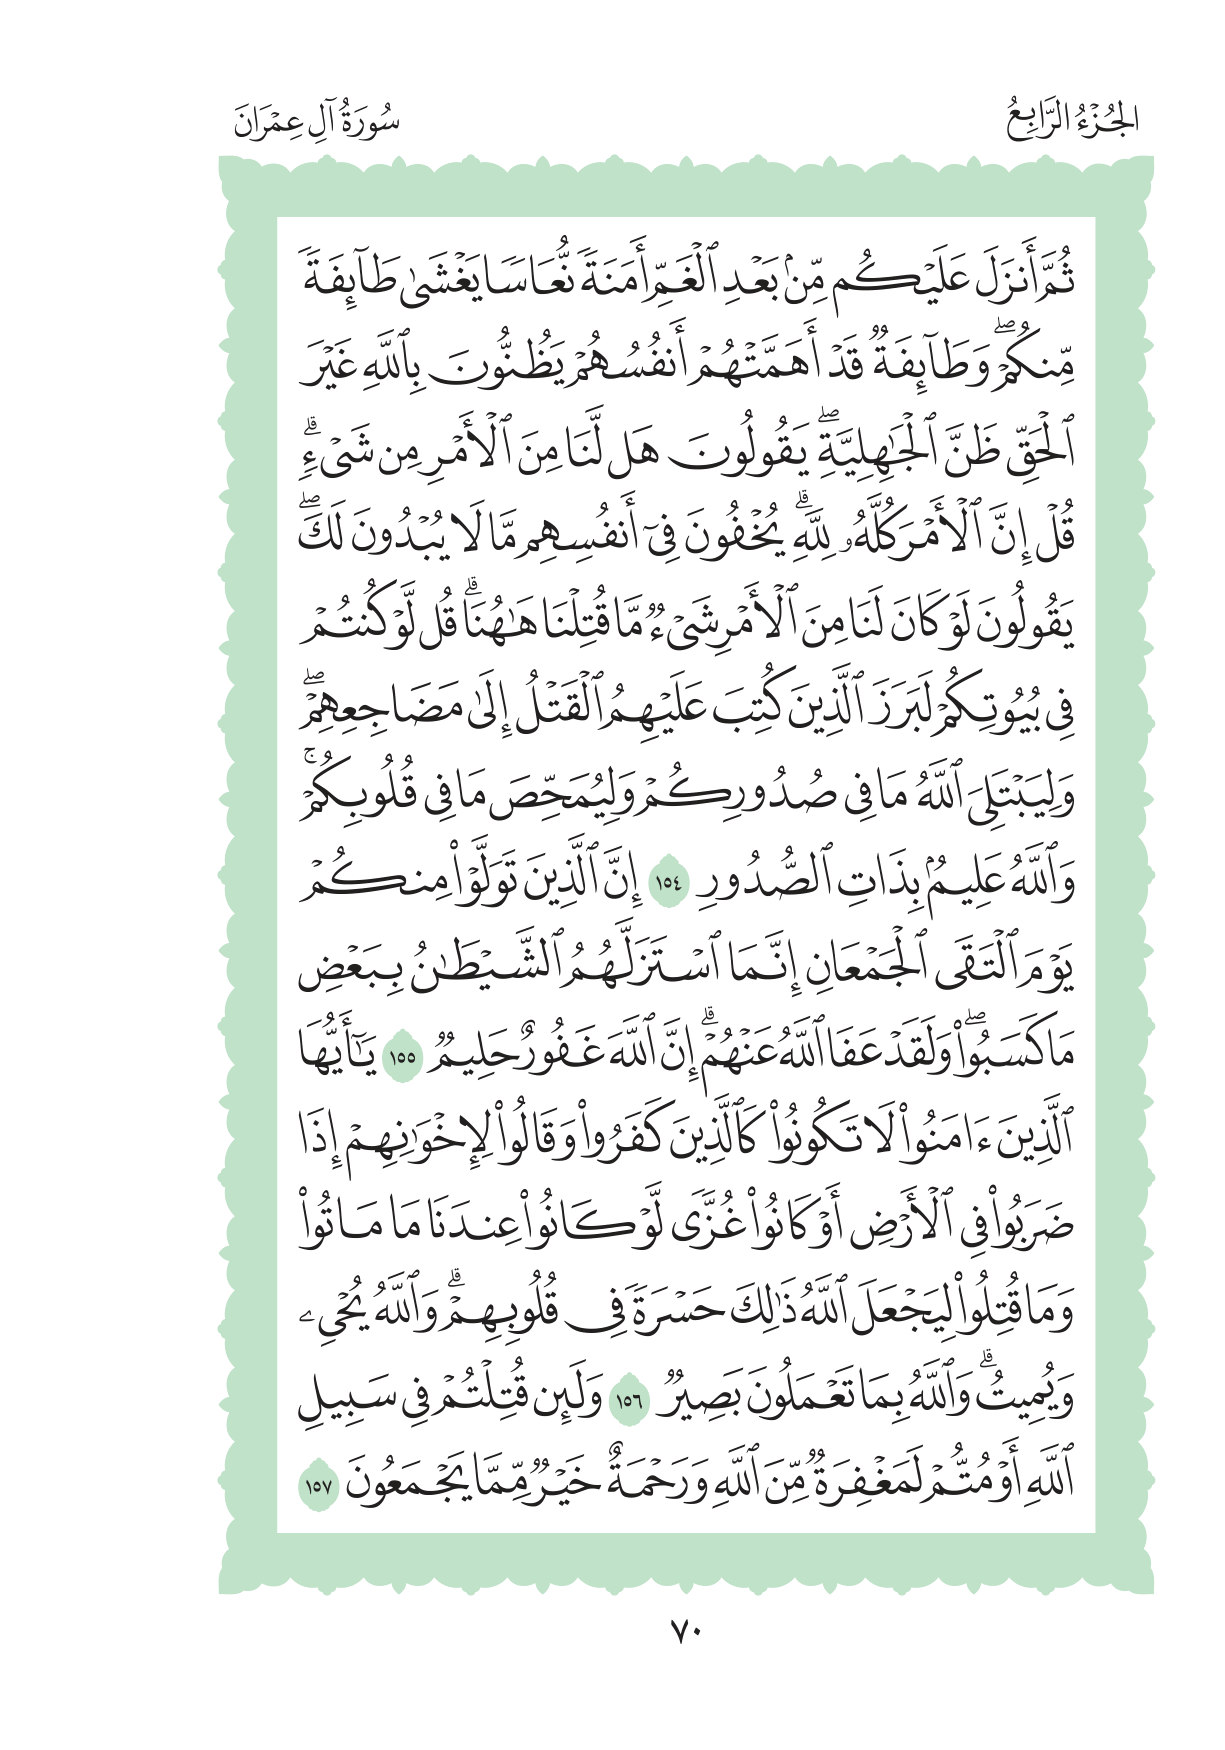 الجُزْءُ الرَّابِعُ
سُورَةُ آلِ عِمْرَانَ
ثُمَّ أَنزَلَ عَلَيْكُم مِّنۢ بَعْدِ ٱلْغَمِّ أَمَنَةً نُّعَاسًا يَغْشَىٰ طَآئِفَةً
مِّنكُمْۖ وَطَآئِفَةٌ قَدْ أَهَمَّتْهُمْ أَنفُسُهُمْ يَظُنُّونَ بِٱللَّهِ غَيْرَ
ٱلْحَقِّ ظَنَّ ٱلْجَٰهِلِيَّةِۖ يَقُولُونَ هَل لَّنَا مِنَ ٱلْأَمْرِ مِن شَىْءٍۗ
قُلْ إِنَّ ٱلْأَمْرَ كُلَّهُۥ لِلَّهِۗ يُخْفُونَ فِىٓ أَنفُسِهِم مَّا لَا يُبْدُونَ لَكَۖ
يَقُولُونَ لَوْ كَانَ لَنَا مِنَ ٱلْأَمْرِ شَىْءٌ مَّا قُتِلْنَا هَٰهُنَاۗ قُل لَّوْ كُنتُمْ
فِى بُيُوتِكُمْ لَبَرَزَ ٱلَّذِينَ كُتِبَ عَلَيْهِمُ ٱلْقَتْلُ إِلَىٰ مَضَاجِعِهِمْۖ
وَلِيَبْتَلِىَ ٱللَّهُ مَا فِى صُدُورِكُمْ وَلِيُمَحِّصَ مَا فِى قُلُوبِكُمْۚ
وَٱللَّهُ عَلِيمٌۢ بِذَاتِ ٱلصُّدُورِ ١٥٤ إِنَّ ٱلَّذِينَ تَوَلَّوْا۟ مِنكُمْ
يَوْمَ ٱلْتَقَى ٱلْجَمْعَانِ إِنَّمَا ٱسْتَزَلَّهُمُ ٱلشَّيْطَٰنُ بِبَعْضِ
مَا كَسَبُوا۟ۖ وَلَقَدْ عَفَا ٱللَّهُ عَنْهُمْۗ إِنَّ ٱللَّهَ غَفُورٌ حَلِيمٌ ١٥٥ يَٰٓأَيُّهَا
ٱلَّذِينَ ءَامَنُوا۟ لَا تَكُونُوا۟ كَٱلَّذِينَ كَفَرُوا۟ وَقَالُوا۟ لِإِخْوَٰنِهِمْ إِذَا
ضَرَبُوا۟ فِى ٱلْأَرْضِ أَوْ كَانُوا۟ غُزًّى لَّوْ كَانُوا۟ عِندَنَا مَا مَاتُوا۟
وَمَا قُتِلُوا۟ لِيَجْعَلَ ٱللَّهُ ذَٰلِكَ حَسْرَةً فِى قُلُوبِهِمْۗ وَٱللَّهُ يُحْىِۦ
وَيُمِيتُۗ وَٱللَّهُ بِمَا تَعْمَلُونَ بَصِيرٌ ١٥٦ وَلَئِن قُتِلْتُمْ فِى سَبِيلِ
ٱللَّهِ أَوْ مُتُّمْ لَمَغْفِرَةٌ مِّنَ ٱللَّهِ وَرَحْمَةٌ خَيْرٌ مِّمَّا يَجْمَعُونَ ١٥٧
٧٠